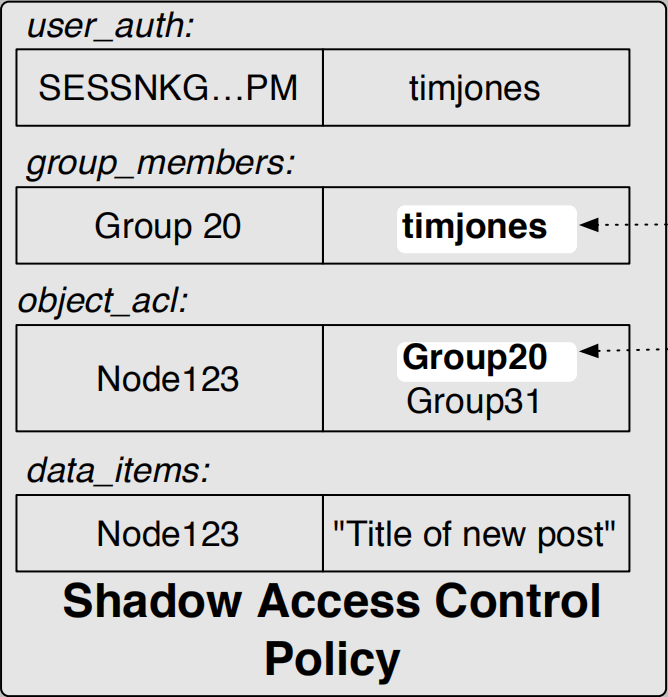 user_auth:
SESSNKG...PM timjones
group_members:
Group 20 timjones
object_acl:
Node123 Group20
Group31
data_items:
Node123 "Title of new post"
Shadow Access Control
Policy